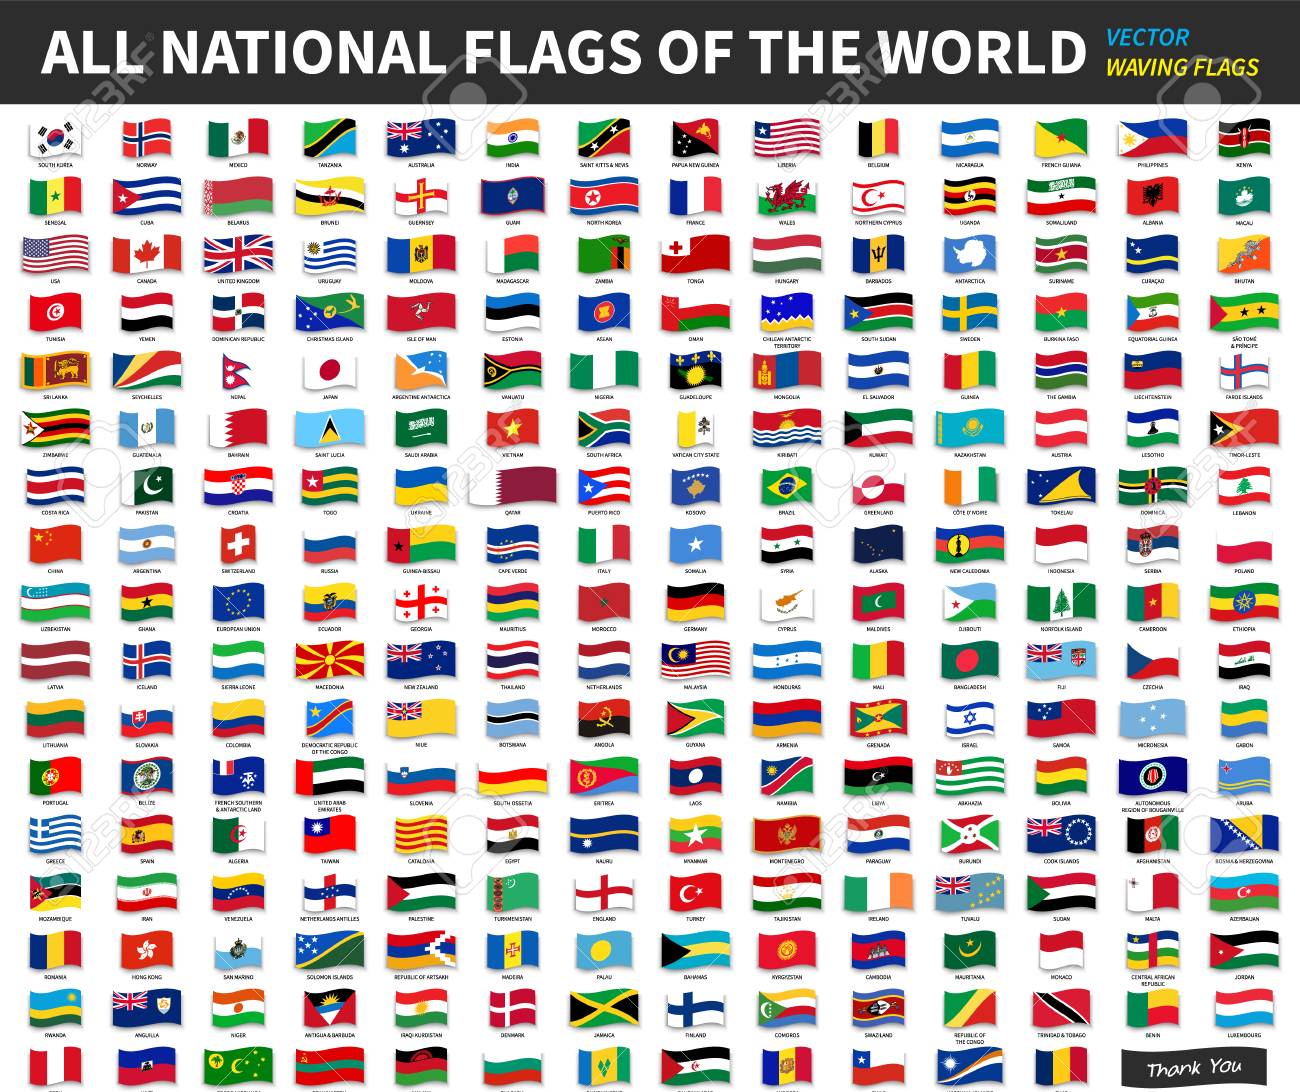 ALL NATIONAL FLAGS OF THE WORLD
VECTOR
WAVING FLAGS
SOUTH KOREA NORWAY MEXICO TANZANIA AUSTRALIA INDIA SAINT KITTS & NEVIS PAPUA NEW GUINEA LIBERIA BELGIUM NICARAGUA FRENCH GUIANA PHILIPPINES KENYA
SENEGAL CUBA BELARUS BRUNEI GUERNSEY GUAM NORTH KOREA FRANCE WALES NORTHERN CYPRUS UGANDA SOMALILAND ALBANIA MACAU
USA CANADA UNITED KINGDOM URUGUAY MOLDOVA MADAGASCAR ZAMBIA TONGA HUNGARY BARBADOS ANTARCTICA SURINAME CURAÇAO BHUTAN
TUNISIA YEMEN DOMINICAN REPUBLIC CHRISTMAS ISLAND ISLE OF MAN ESTONIA ASEAN OMAN CHILEAN ANTARCTIC SOUTH SUDAN SWEDEN BURKINA FASO EQUATORIAL GUINEA SÃO TOMÉ
TERRITORY & PRÍNCIPE
SRI LANKA SEYCHELLES NEPAL JAPAN ARGENTINE ANTARCTICA VANUATU NIGERIA GUADELOUPE MONGOLIA EL SALVADOR GUINEA THE GAMBIA LIECHTENSTEIN FAROE ISLANDS
ZIMBABWE GUATEMALA BAHRAIN SAINT LUCIA SAUDI ARABIA VIETNAM SOUTH AFRICA VATICAN CITY STATE KIRIBATI KUWAIT KAZAKHSTAN AUSTRIA LESOTHO TIMOR-LESTE
COSTA RICA PAKISTAN CROATIA TOGO UKRAINE QATAR PUERTO RICO KOSOVO BRAZIL GREENLAND CÔTE D'IVOIRE TOKELAU DOMINICA LEBANON
CHINA ARGENTINA SWITZERLAND RUSSIA GUINEA-BISSAU CAPE VERDE ITALY SOMALIA SYRIA ALASKA NEW CALEDONIA INDONESIA SERBIA POLAND
UZBEKISTAN GHANA EUROPEAN UNION ECUADOR GEORGIA MAURITIUS MOROCCO GERMANY CYPRUS MALDIVES DJIBOUTI NORFOLK ISLAND CAMEROON ETHIOPIA
LATVIA ICELAND SIERRA LEONE MACEDONIA NEW ZEALAND THAILAND NETHERLANDS MALAYSIA HONDURAS MALI BANGLADESH FIJI CZECHIA IRAQ
LITHUANIA SLOVAKIA COLOMBIA DEMOCRATIC REPUBLIC NIUE BOTSWANA ANGOLA GUYANA ARMENIA GRENADA ISRAEL SAMOA MICRONESIA GABON
OF THE CONGO
PORTUGAL BELIZE FRENCH SOUTHERN UNITED ARAB SLOVENIA SOUTH OSSETIA ERITREA LAOS NAMIBIA LIBYA ABKHAZIA BOLIVIA AUTONOMOUS ARUBA
& ANTARCTIC LAND EMIRATES REGION OF BOUGAINVILLE
GREECE SPAIN ALGERIA TAIWAN CATALONIA EGYPT NAURU MYANMAR MONTENEGRO PARAGUAY BURUNDI COOK ISLANDS AFGHANISTAN BOSNIA & HERZEGOVINA
MOZAMBIQUE IRAN VENEZUELA NETHERLANDS ANTILLES PALESTINE TURKMENISTAN ENGLAND TURKEY TAJIKISTAN IRELAND TUVALU SUDAN MALTA AZERBAIJAN
ROMANIA HONG KONG SAN MARINO SOLOMON ISLANDS REPUBLIC OF ARTSAKH MADEIRA PALAU BAHAMAS KYRGYZSTAN CAMBODIA MAURITANIA MONACO CENTRAL AFRICAN JORDAN
REPUBLIC
RWANDA ANGUILLA NIGER ANTIGUA & BARBUDA IRAQI KURDISTAN DENMARK JAMAICA FINLAND COMOROS SWAZILAND REPUBLIC OF TRINIDAD & TOBAGO BENIN LUXEMBOURG
THE CONGO
Thank You